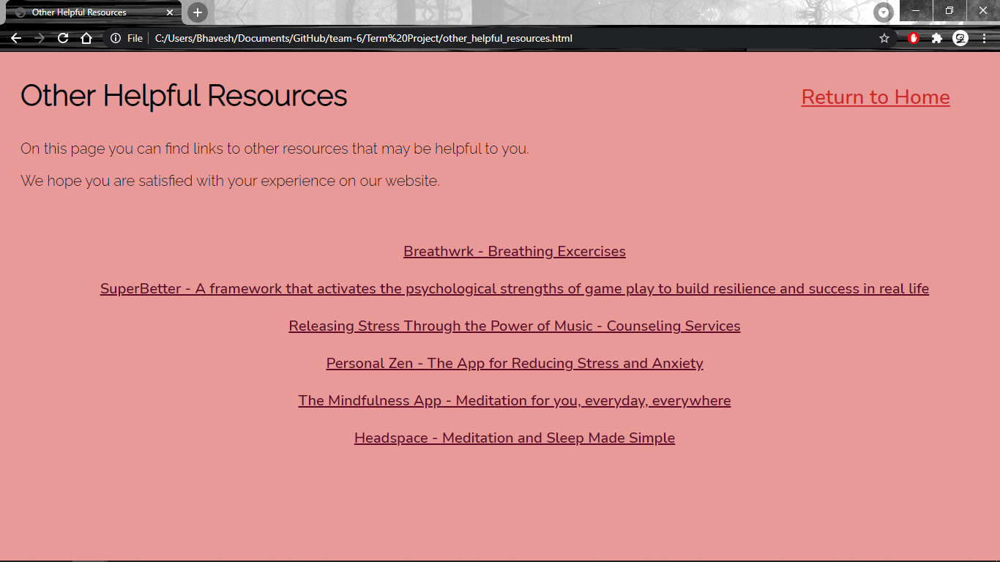 Other Helpful Resources
File C:/Users/Bhavesh/Documents/GitHub/team-6/Term%20Project/other_helpful_resources.html
Other Helpful Resources
Return to Home
On this page you can find links to other resources that may be helpful to you.
We hope you are satisfied with your experience on our website.
Breathwrk - Breathing Excercises
SuperBetter - A framework that activates the psychological strengths of game play to build resilience and success in real life
Releasing Stress Through the Power of Music - Counseling Services
Personal Zen - The App for Reducing Stress and Anxiety
The Mindfulness App - Meditation for you, everyday, everywhere
Headspace - Meditation and Sleep Made Simple